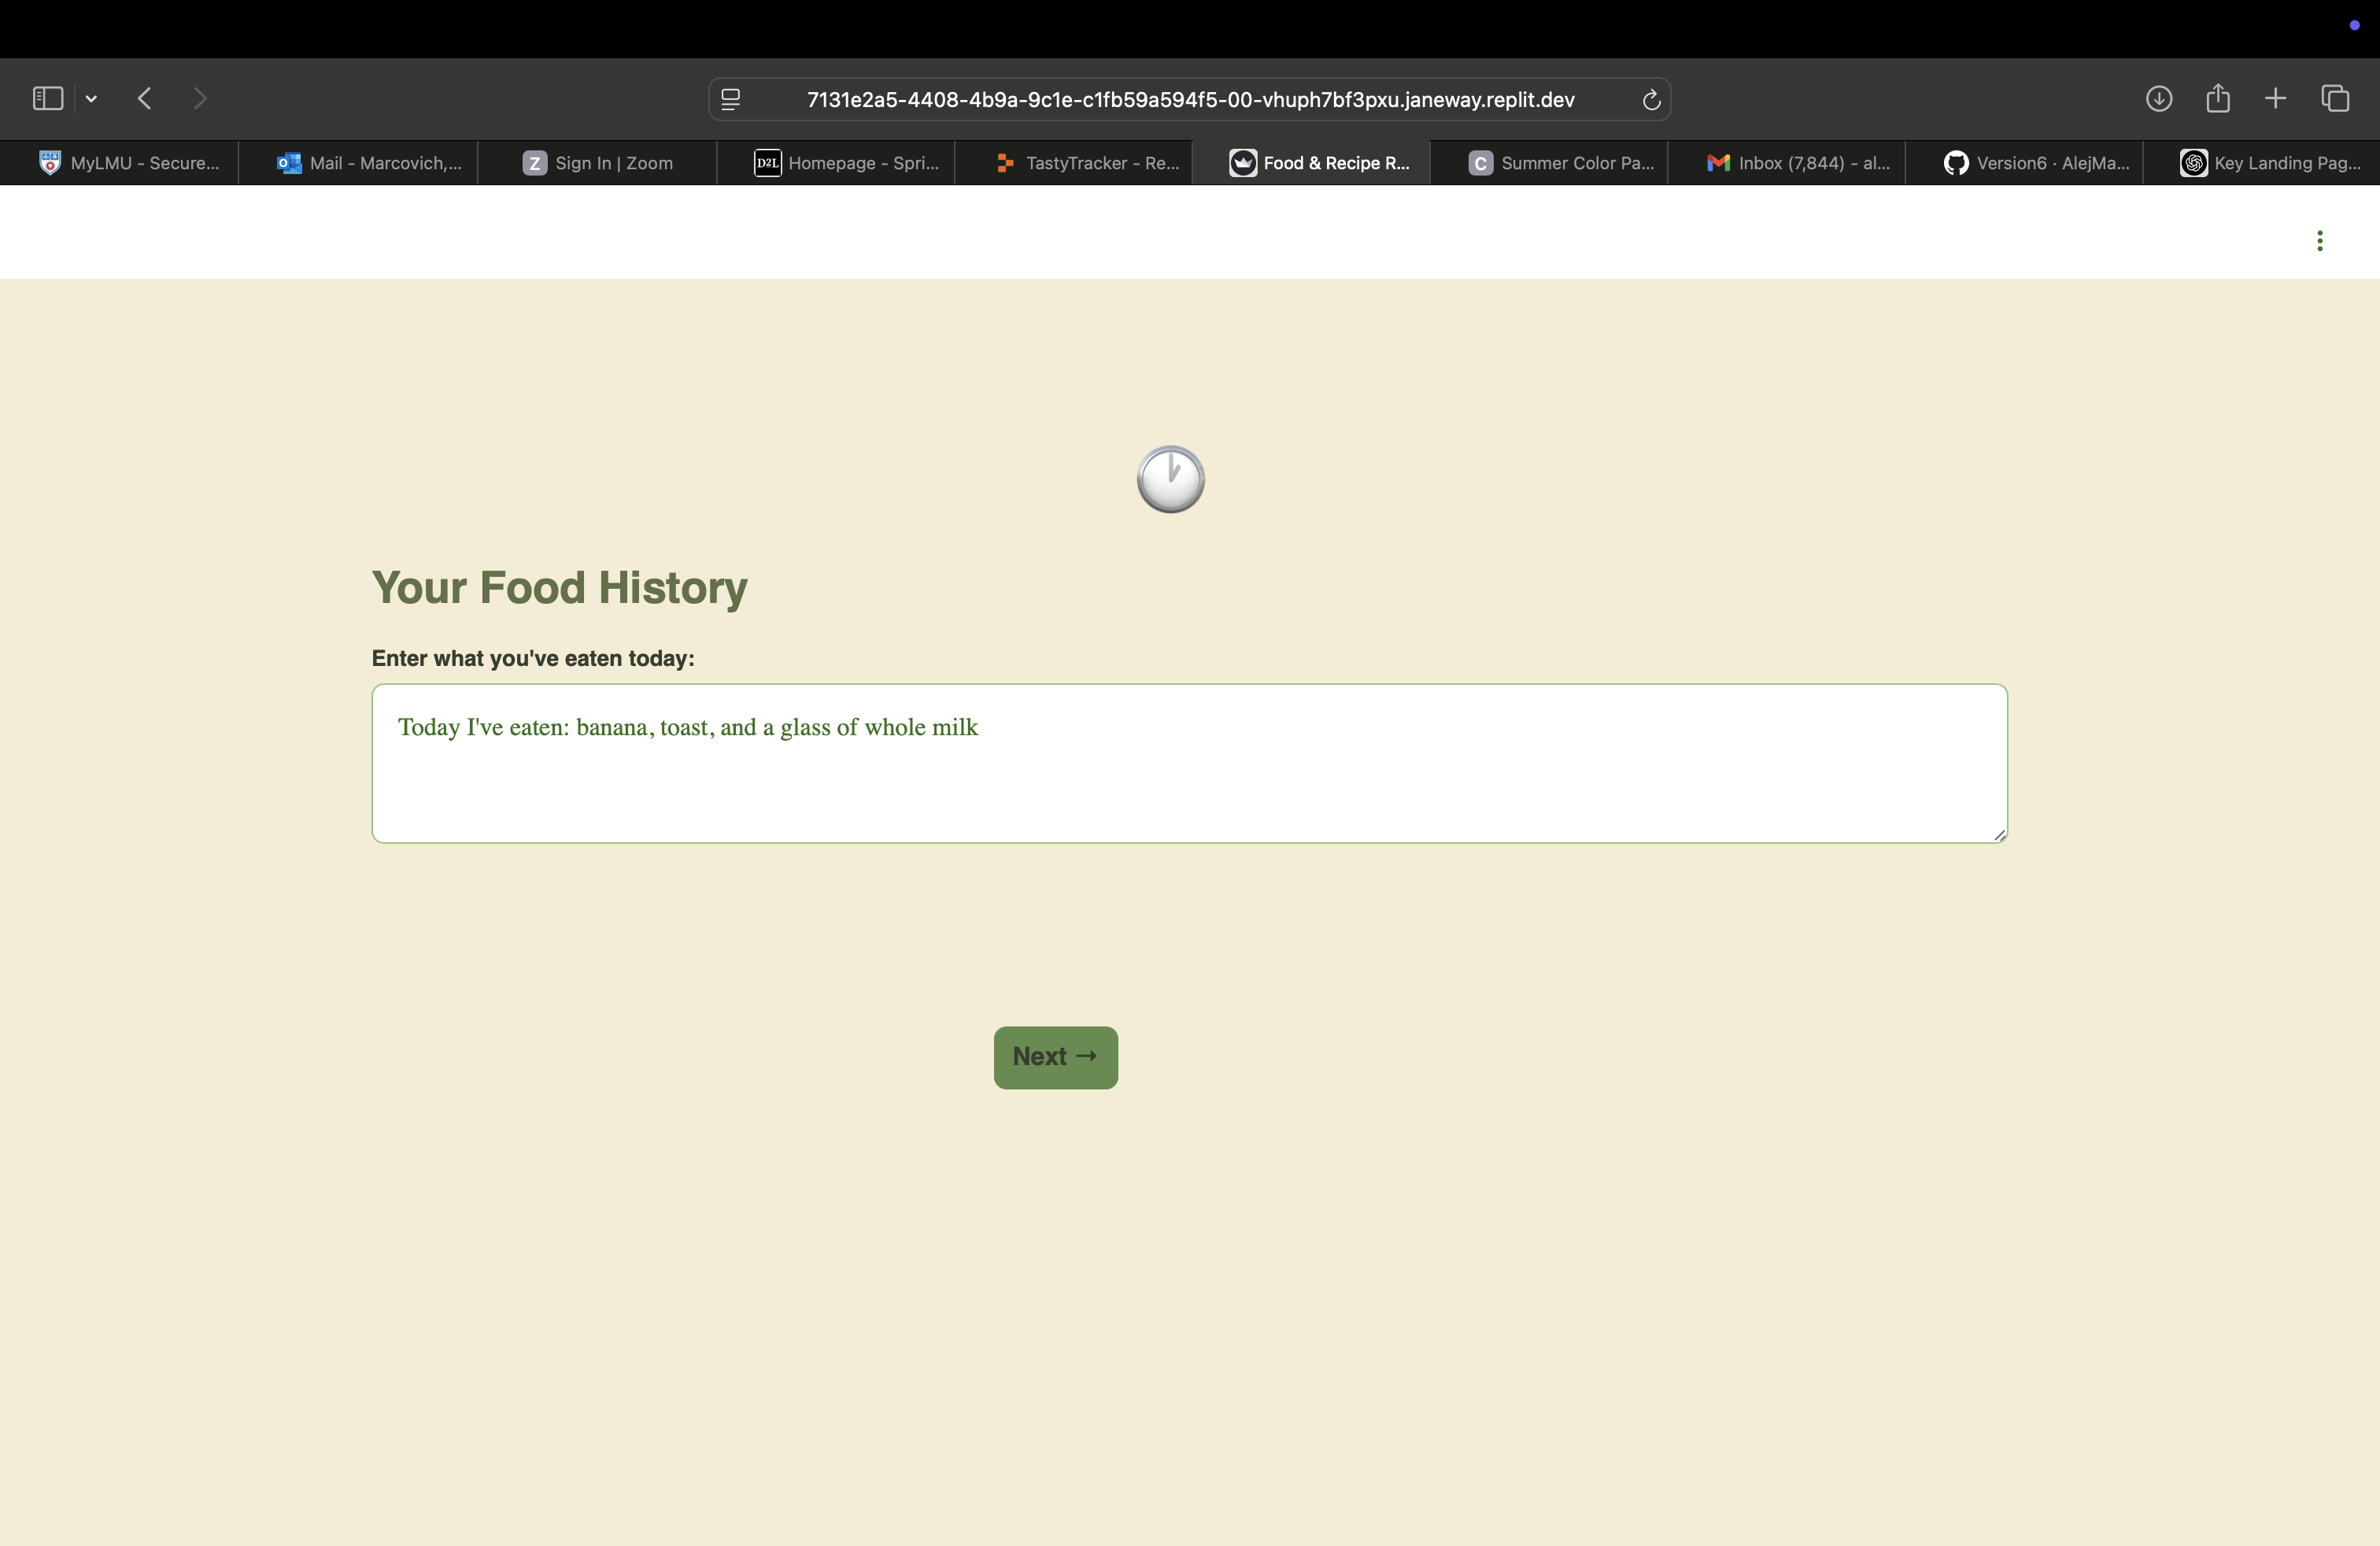 7131e2a5-4408-4b9a-9c1e-c1fb59a594f5-00-vhuph7bf3pxu.janeway.replit.dev
MyLMU - Secure...
Mail - Marcovich,...
Z Sign In | Zoom
D2L Homepage - Spri...
TastyTracker - Re...
Food & Recipe R...
C Summer Color Pa...
Inbox (7,844) - al...
Version6 · AlejMa...
Key Landing Pag...
Your Food History
Enter what you've eaten today:
Today I've eaten: banana, toast, and a glass of whole milk
Next →